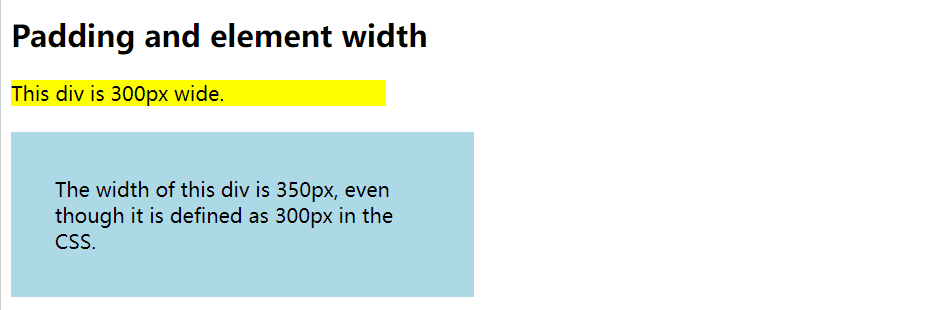 Padding and element width
This div is 300px wide.
The width of this div is 350px, even
though it is defined as 300px in the
CSS.